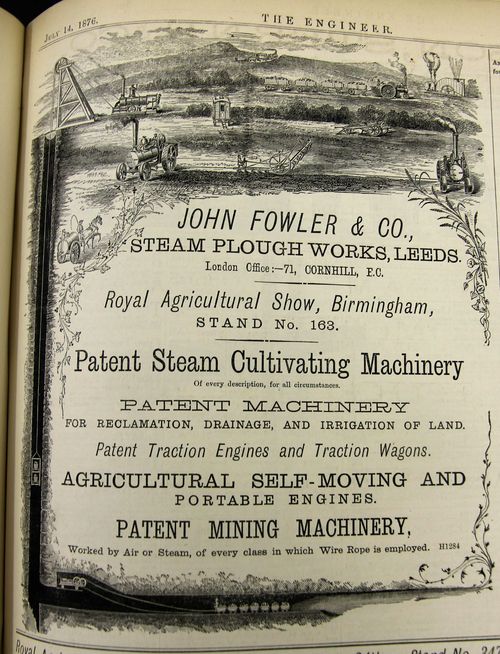 JULY 14, 1876.
THE ENGINEER.
JOHN FOWLER & CO.,
STEAM PLOUGH WORKS, LEEDS.
London Office:—71, CORNHILL, E.C.
Royal Agricultural Show, Birmingham,
STAND No. 163.
Patent Steam Cultivating Machinery
Of every description, for all circumstances.
PATENT MACHINERY
FOR RECLAMATION, DRAINAGE, AND IRRIGATION OF LAND.
Patent Traction Engines and Traction Wagons.
AGRICULTURAL SELF-MOVING AND
PORTABLE ENGINES.
PATENT MINING MACHINERY,
Worked by Air or Steam, of every class in which Wire Rope is employed. H1284
Royal
Stand No.